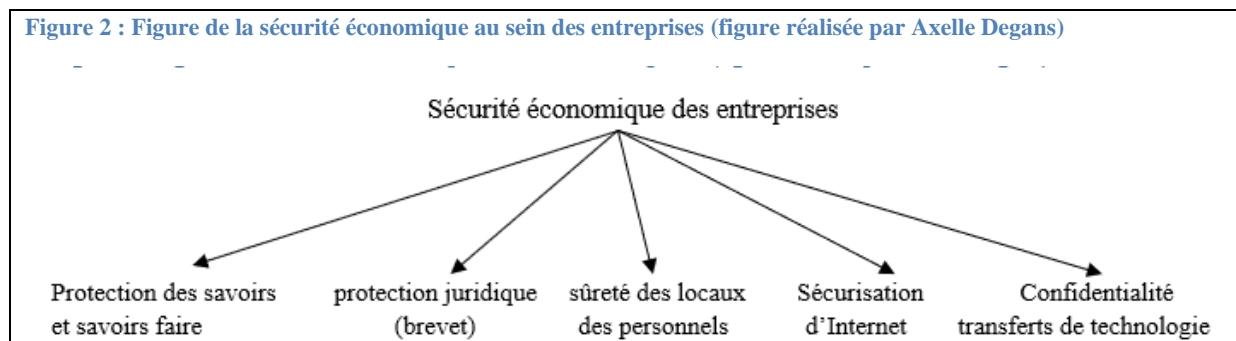 Figure 2 : Figure de la sécurité économique au sein des entreprises (figure réalisée par Axelle Degans)
Sécurité économique des entreprises
Protection des savoirs
et savoirs faire
protection juridique
(brevet)
sûreté des locaux
des personnels
Sécurisation
d’Internet
Confidentialité
transferts de technologie